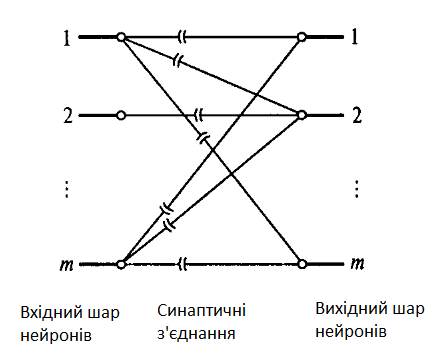 1 1
2 2
⋮ ⋮
m m
Вхідний шар Синаптичні Вихідний шар
нейронів з'єднання нейронів